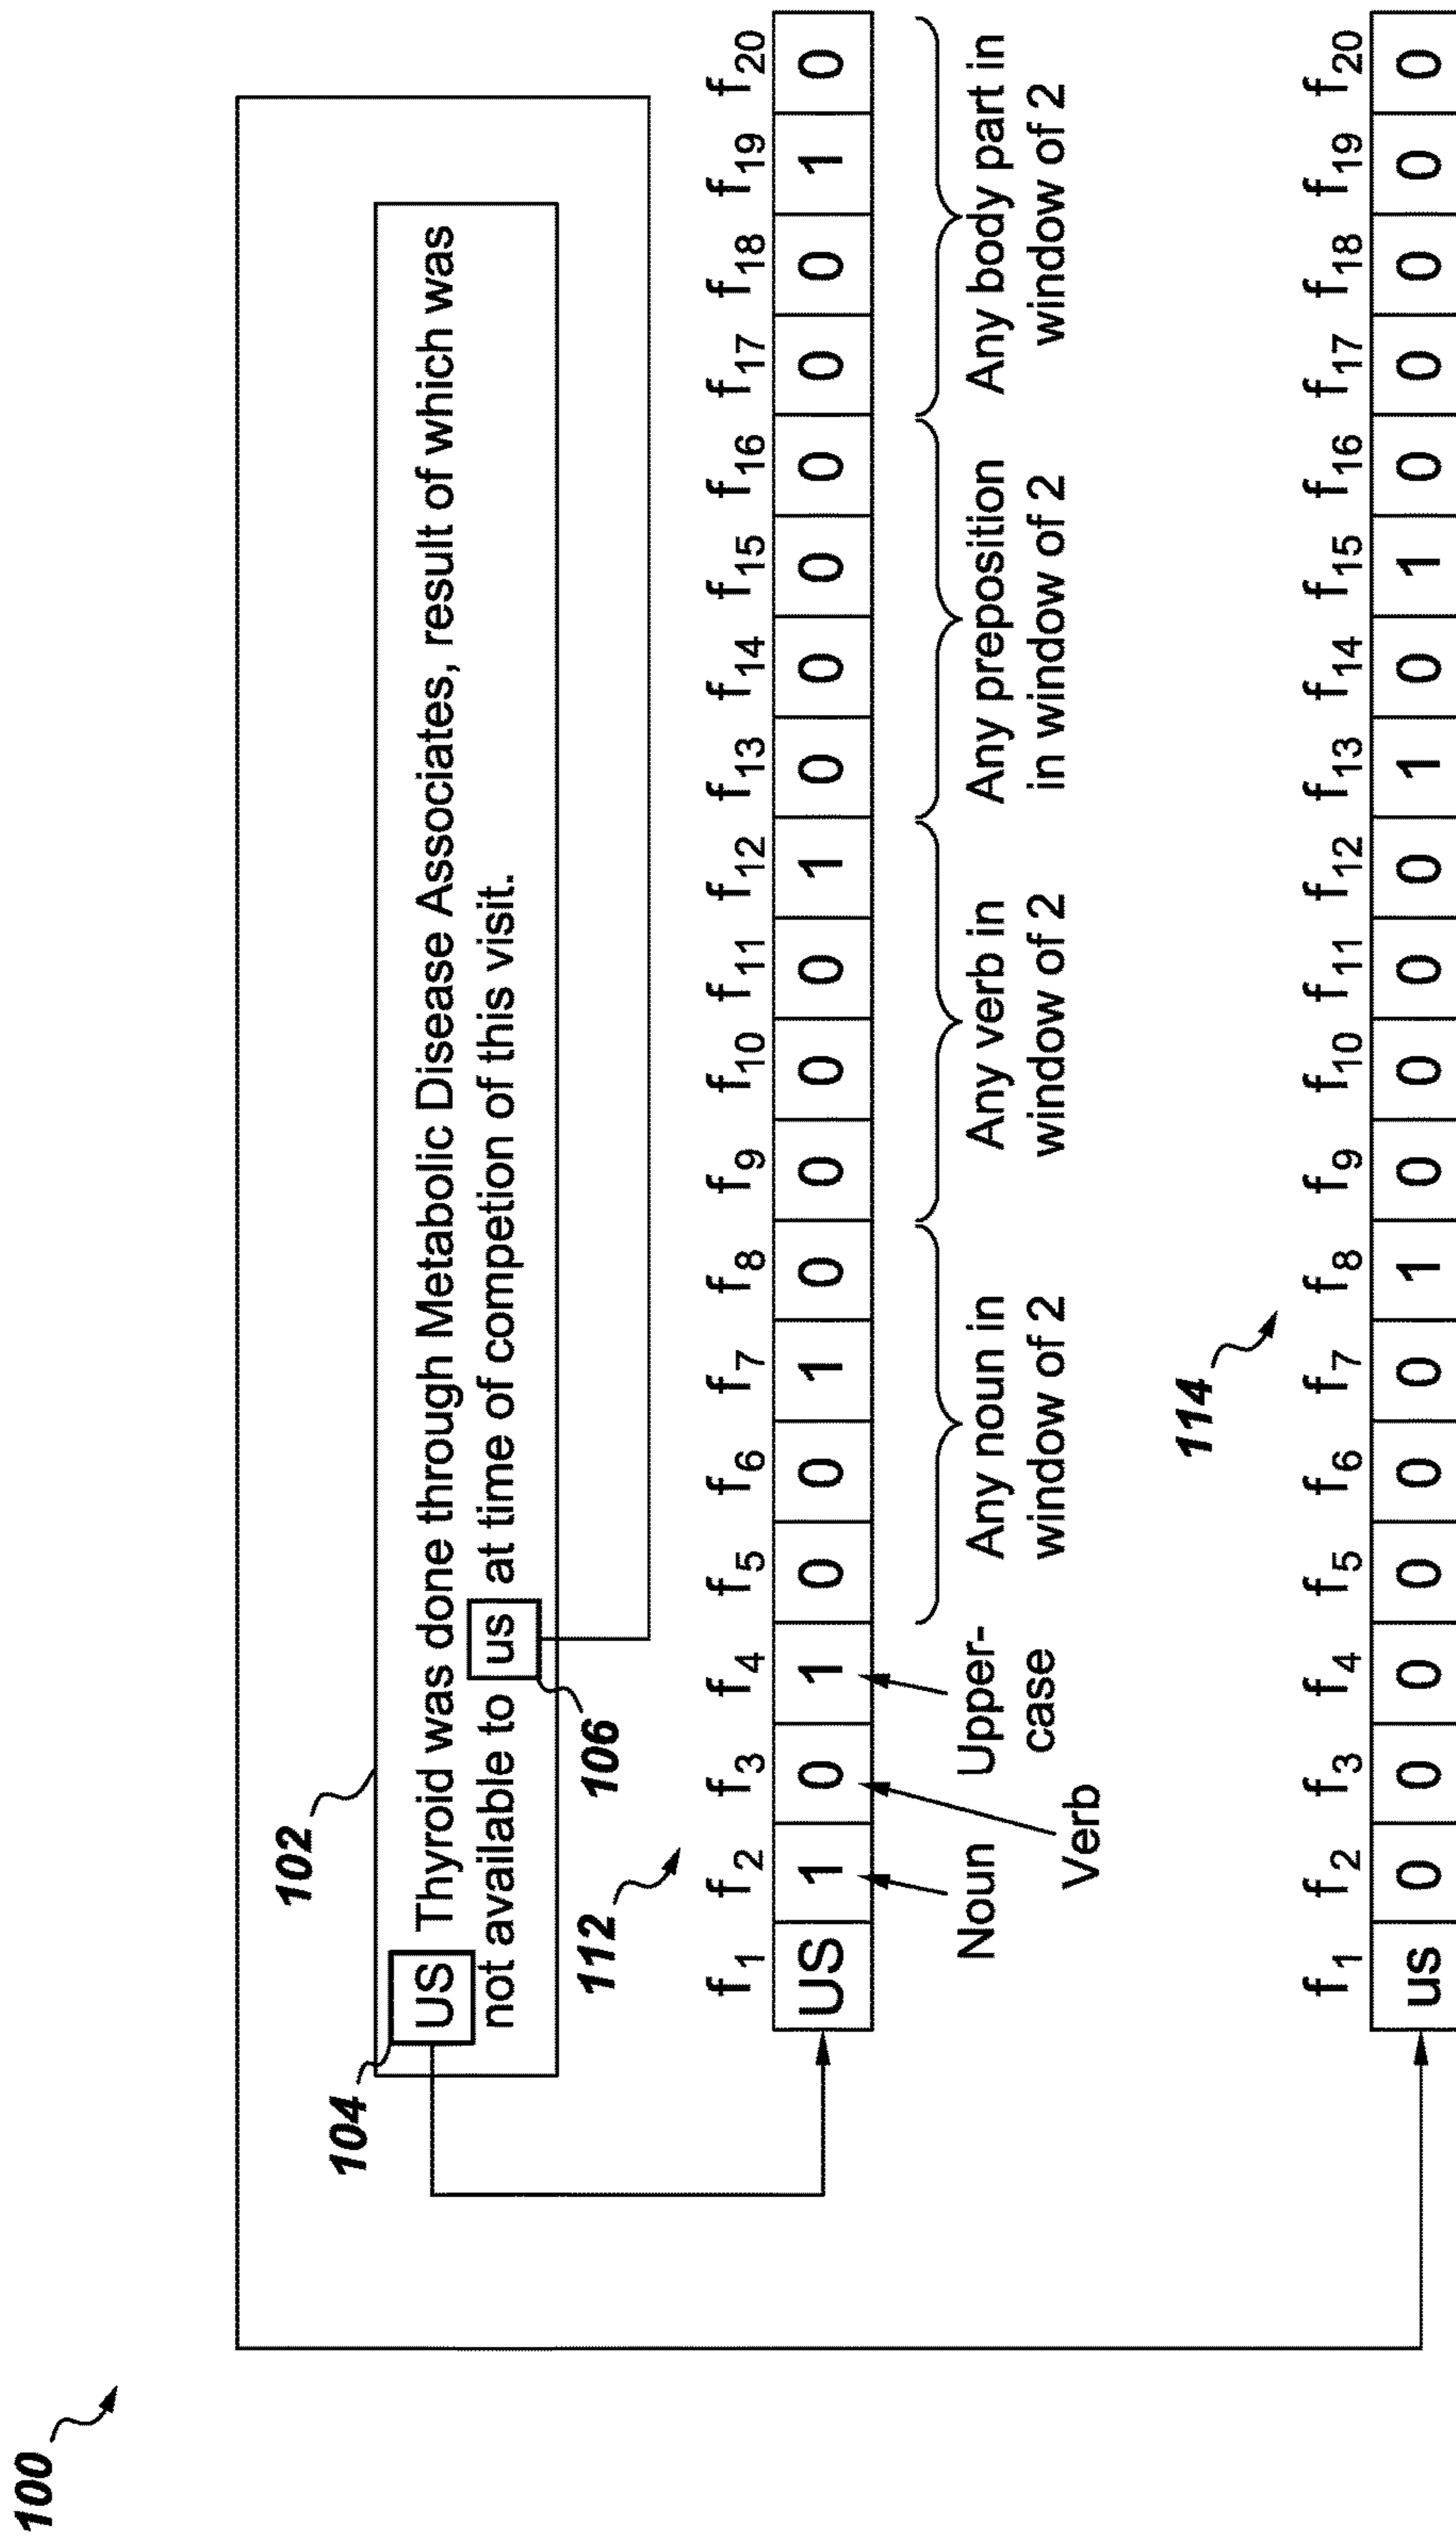 100
102
104
US Thyroid was done through Metabolic Disease Associates, result of which was
not available to us at time of competion of this visit.
106
112
f1 f2 f3 f4 f5 f6 f7 f8 f9 f10 f11 f12 f13 f14 f15 f16 f17 f18 f19 f20
US 1 0 1 0 0 1 0 0 0 0 1 0 0 0 0 0 0 1 0
Noun
Verb
Upper-
case
Any noun in
window of 2
Any verb in
window of 2
Any preposition
in window of 2
Any body part in
window of 2
114
f1 f2 f3 f4 f5 f6 f7 f8 f9 f10 f11 f12 f13 f14 f15 f16 f17 f18 f19 f20
us 0 0 0 0 0 0 1 0 0 0 0 1 0 1 0 0 0 0 0